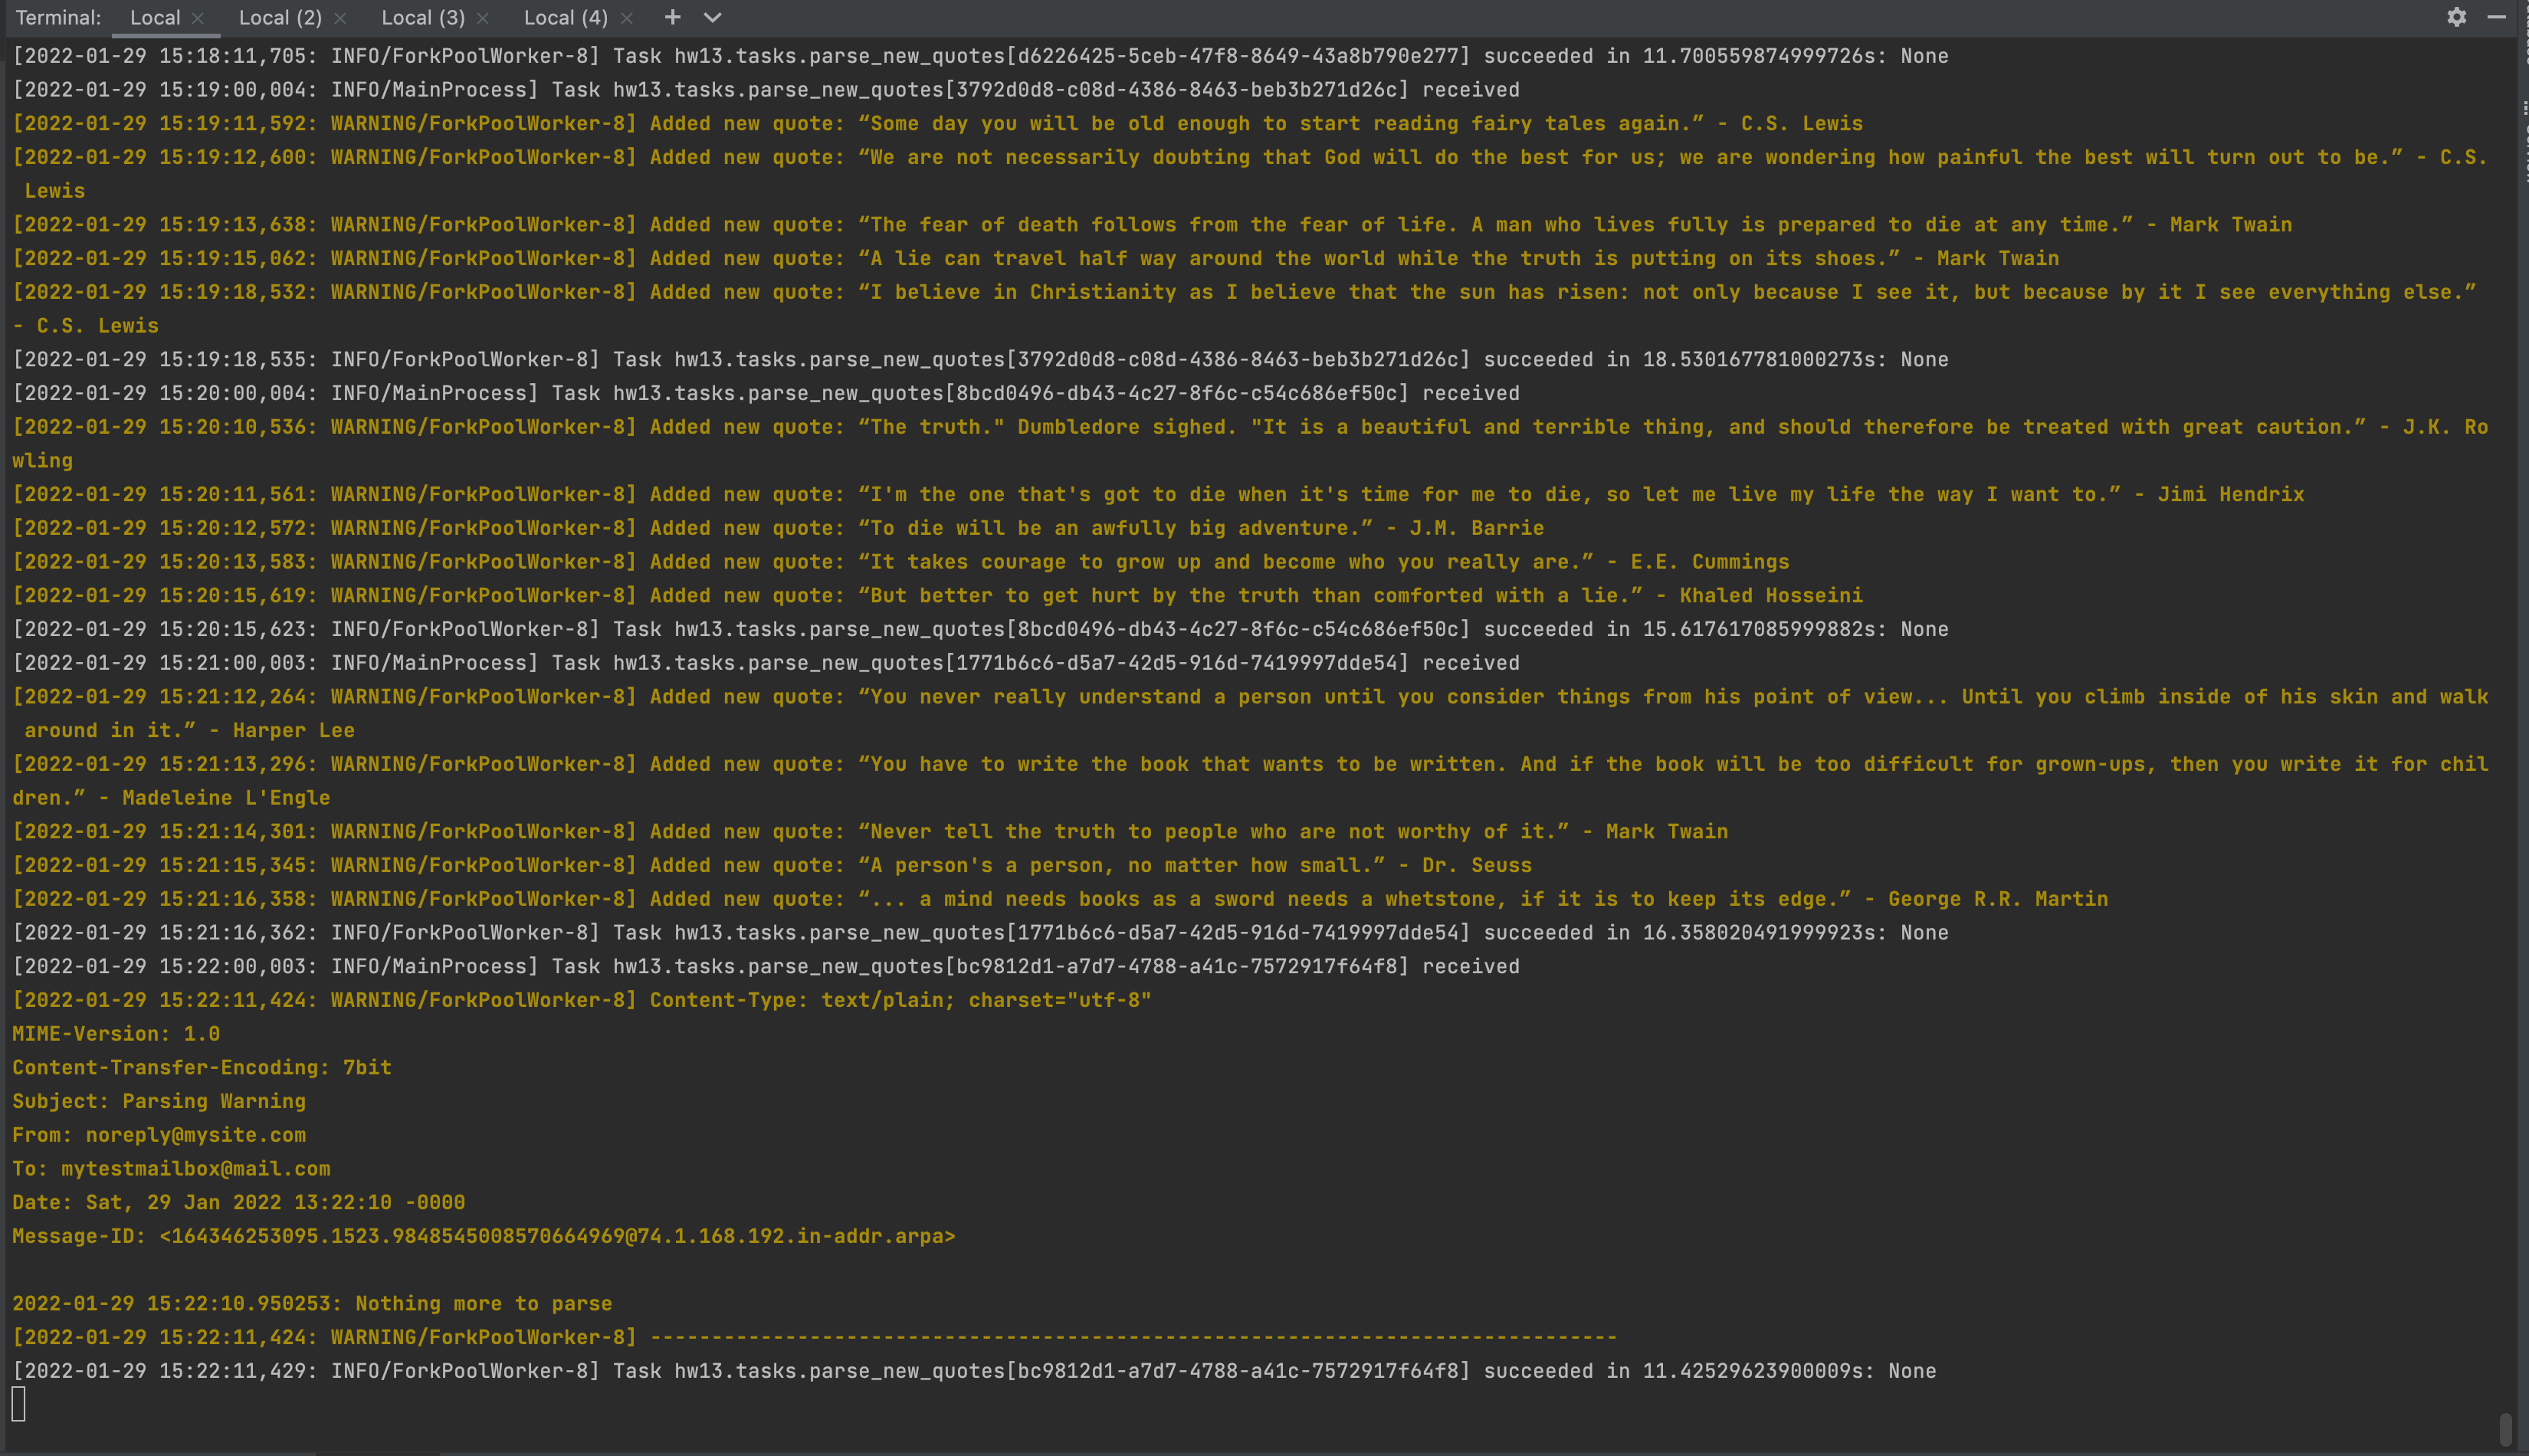 Terminal: Local Local (2) Local (3) Local (4)
[2022-01-29 15:18:11,705: INFO/ForkPoolWorker-8] Task hw13.tasks.parse_new_quotes[d6226425-5ceb-47f8-8649-43a8b790e277] succeeded in 11.700559874999726s: None
[2022-01-29 15:19:00,004: INFO/MainProcess] Task hw13.tasks.parse_new_quotes[3792d0d8-c08d-4386-8463-beb3b271d26c] received
[2022-01-29 15:19:11,592: WARNING/ForkPoolWorker-8] Added new quote: “Some day you will be old enough to start reading fairy tales again.” - C.S. Lewis
[2022-01-29 15:19:12,600: WARNING/ForkPoolWorker-8] Added new quote: “We are not necessarily doubting that God will do the best for us; we are wondering how painful the best will turn out to be.” - C.S.
 Lewis
[2022-01-29 15:19:13,638: WARNING/ForkPoolWorker-8] Added new quote: “The fear of death follows from the fear of life. A man who lives fully is prepared to die at any time.” - Mark Twain
[2022-01-29 15:19:15,062: WARNING/ForkPoolWorker-8] Added new quote: “A lie can travel half way around the world while the truth is putting on its shoes.” - Mark Twain
[2022-01-29 15:19:18,532: WARNING/ForkPoolWorker-8] Added new quote: “I believe in Christianity as I believe that the sun has risen: not only because I see it, but because by it I see everything else.”
- C.S. Lewis
[2022-01-29 15:19:18,535: INFO/ForkPoolWorker-8] Task hw13.tasks.parse_new_quotes[3792d0d8-c08d-4386-8463-beb3b271d26c] succeeded in 18.530167781000273s: None
[2022-01-29 15:20:00,004: INFO/MainProcess] Task hw13.tasks.parse_new_quotes[8bcd0496-db43-4c27-8f6c-c54c686ef50c] received
[2022-01-29 15:20:10,536: WARNING/ForkPoolWorker-8] Added new quote: “The truth." Dumbledore sighed. "It is a beautiful and terrible thing, and should therefore be treated with great caution.” - J.K. Ro
wling
[2022-01-29 15:20:11,561: WARNING/ForkPoolWorker-8] Added new quote: “I'm the one that's got to die when it's time for me to die, so let me live my life the way I want to.” - Jimi Hendrix
[2022-01-29 15:20:12,572: WARNING/ForkPoolWorker-8] Added new quote: “To die will be an awfully big adventure.” - J.M. Barrie
[2022-01-29 15:20:13,583: WARNING/ForkPoolWorker-8] Added new quote: “It takes courage to grow up and become who you really are.” - E.E. Cummings
[2022-01-29 15:20:15,619: WARNING/ForkPoolWorker-8] Added new quote: “But better to get hurt by the truth than comforted with a lie.” - Khaled Hosseini
[2022-01-29 15:20:15,623: INFO/ForkPoolWorker-8] Task hw13.tasks.parse_new_quotes[8bcd0496-db43-4c27-8f6c-c54c686ef50c] succeeded in 15.617617085999882s: None
[2022-01-29 15:21:00,003: INFO/MainProcess] Task hw13.tasks.parse_new_quotes[1771b6c6-d5a7-42d5-916d-7419997dde54] received
[2022-01-29 15:21:12,264: WARNING/ForkPoolWorker-8] Added new quote: “You never really understand a person until you consider things from his point of view... Until you climb inside of his skin and walk
 around in it.” - Harper Lee
[2022-01-29 15:21:13,296: WARNING/ForkPoolWorker-8] Added new quote: “You have to write the book that wants to be written. And if the book will be too difficult for grown-ups, then you write it for chil
dren.” - Madeleine L'Engle
[2022-01-29 15:21:14,301: WARNING/ForkPoolWorker-8] Added new quote: “Never tell the truth to people who are not worthy of it.” - Mark Twain
[2022-01-29 15:21:15,345: WARNING/ForkPoolWorker-8] Added new quote: “A person's a person, no matter how small.” - Dr. Seuss
[2022-01-29 15:21:16,358: WARNING/ForkPoolWorker-8] Added new quote: “... a mind needs books as a sword needs a whetstone, if it is to keep its edge.” - George R.R. Martin
[2022-01-29 15:21:16,362: INFO/ForkPoolWorker-8] Task hw13.tasks.parse_new_quotes[1771b6c6-d5a7-42d5-916d-7419997dde54] succeeded in 16.358020491999923s: None
[2022-01-29 15:22:00,003: INFO/MainProcess] Task hw13.tasks.parse_new_quotes[bc9812d1-a7d7-4788-a41c-7572917f64f8] received
[2022-01-29 15:22:11,424: WARNING/ForkPoolWorker-8] Content-Type: text/plain; charset="utf-8"
MIME-Version: 1.0
Content-Transfer-Encoding: 7bit
Subject: Parsing Warning
From: noreply@mysite.com
To: mytestmailbox@mail.com
Date: Sat, 29 Jan 2022 13:22:10 -0000
Message-ID: <164346253095.1523.9848545008570664969@74.1.168.192.in-addr.arpa>
2022-01-29 15:22:10.950253: Nothing more to parse
[2022-01-29 15:22:11,424: WARNING/ForkPoolWorker-8] -------------------------------------------------------------------------------
[2022-01-29 15:22:11,429: INFO/ForkPoolWorker-8] Task hw13.tasks.parse_new_quotes[bc9812d1-a7d7-4788-a41c-7572917f64f8] succeeded in 11.42529623900009s: None